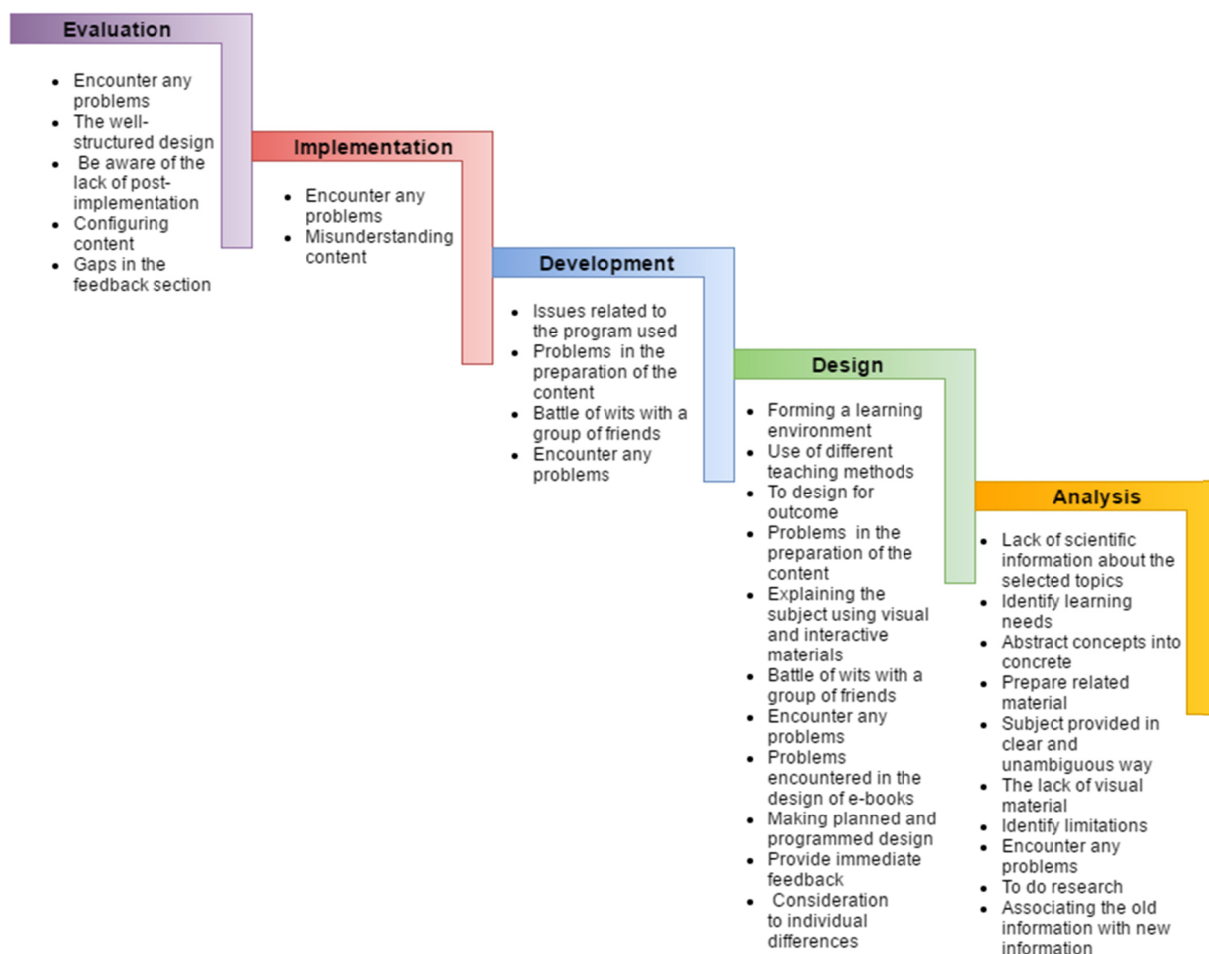 Evaluation
• Encounter any
problems
• The well-
structured design
• Be aware of the
lack of post-
implementation
• Configuring
content
• Gaps in the
feedback section
Implementation
• Encounter any
problems
• Misunderstanding
content
Development
• Issues related to
the program used
• Problems in the
preparation of the
content
• Battle of wits with a
group of friends
• Encounter any
problems
Design
• Forming a learning
environment
• Use of different
teaching methods
• To design for
outcome
• Problems in the
preparation of the
content
• Explaining the
subject using visual
and interactive
materials
• Battle of wits with a
group of friends
• Encounter any
problems
• Problems
encountered in the
design of e-books
• Making planned and
programmed design
• Provide immediate
feedback
• Consideration
to individual
differences
Analysis
• Lack of scientific
information about the
selected topics
• Identify learning
needs
• Abstract concepts into
concrete
• Prepare related
material
• Subject provided in
clear and
unambiguous way
• The lack of visual
material
• Identify limitations
• Encounter any
problems
• To do research
• Associating the old
information with new
information